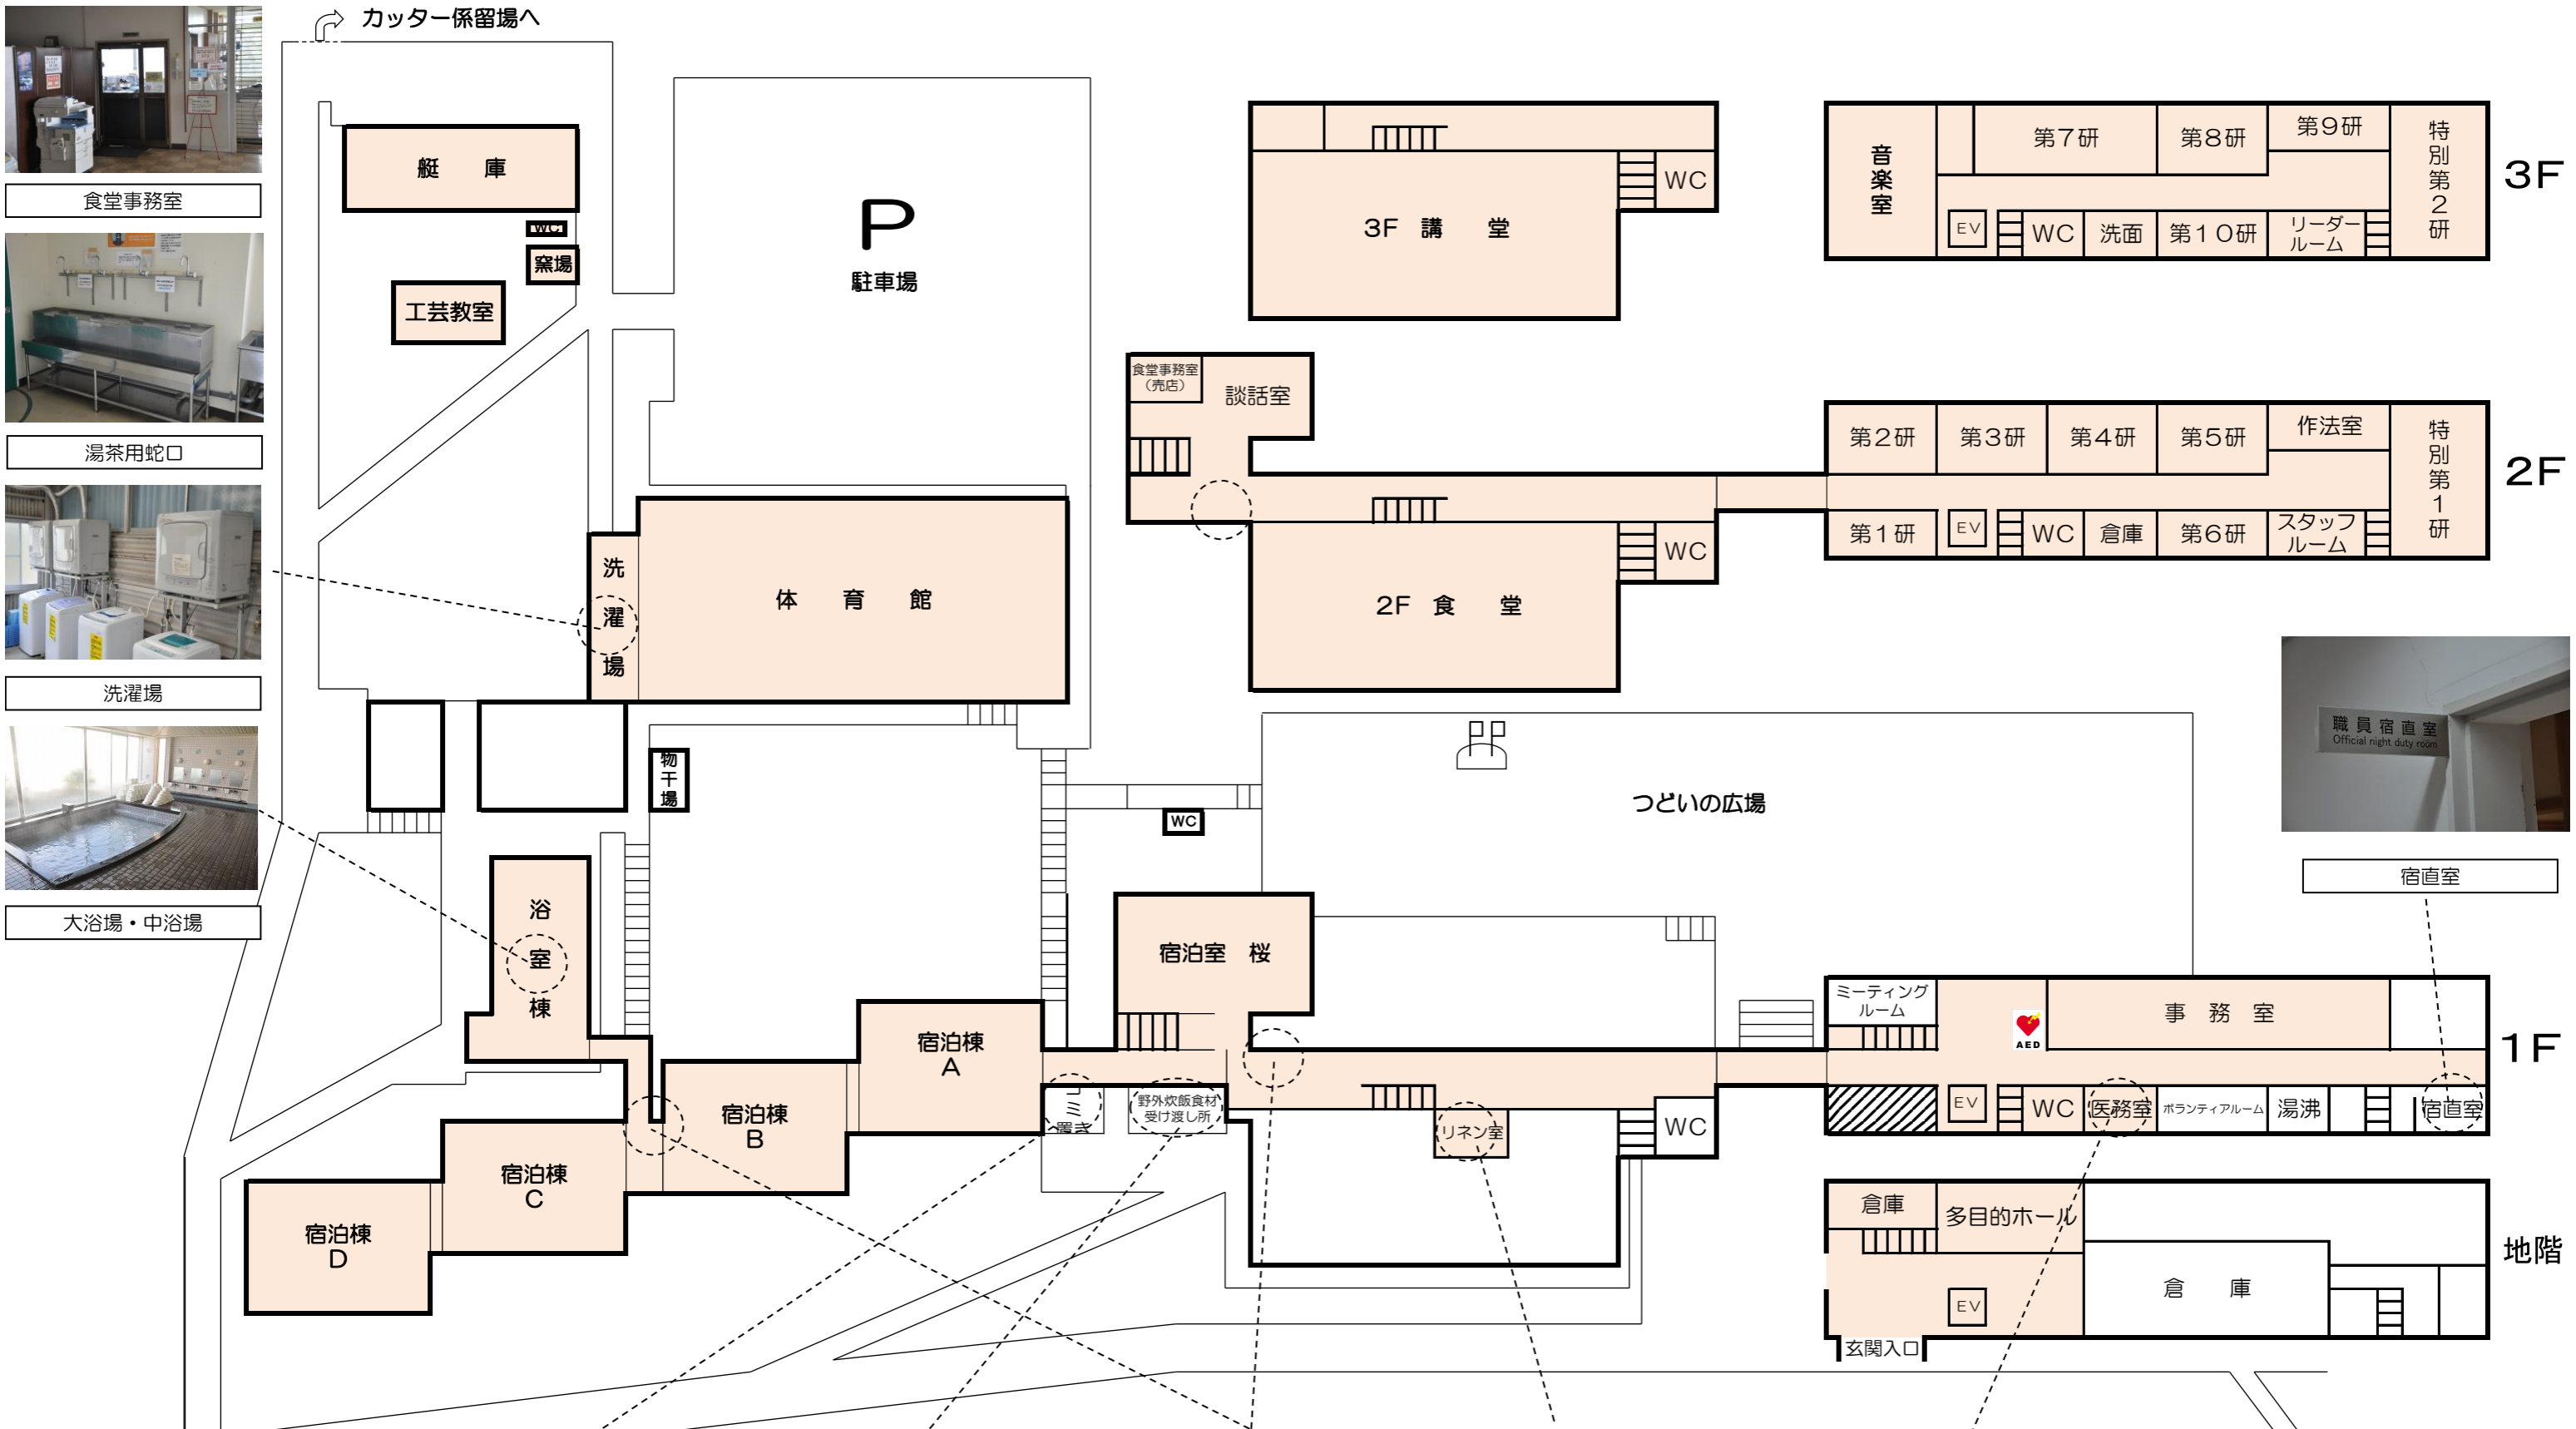 カッター係留場へ
食堂事務室
湯茶用蛇口
洗濯場
大浴場・中浴場
艇　庫
WC
窯場
工芸教室
P
駐車場
洗濯場
体　育　館
物干場
浴室棟
宿泊棟
A
宿泊棟
B
宿泊棟
C
宿泊棟
D
3F 講　堂
WC
音楽室
第7研
第8研
第9研
特別第2研
EV
WC
洗面
第10研
リーダー
ルーム
3F
食堂事務室
（売店）
談話室
2F 食　堂
WC
第2研
第3研
第4研
第5研
作法室
特別第1研
第1研
EV
WC
倉庫
第6研
スタッフ
ルーム
2F
職員宿直室
Official night duty room
宿直室
つどいの広場
WC
宿泊室　桜
野外炊飯食材
受け渡し所
リネン室
WC
ミーティング
ルーム
AED
事　務　室
EV
WC
医務室
ボランティアルーム
湯沸
宿直室
1F
倉庫
多目的ホール
倉　庫
EV
玄関入口
地階